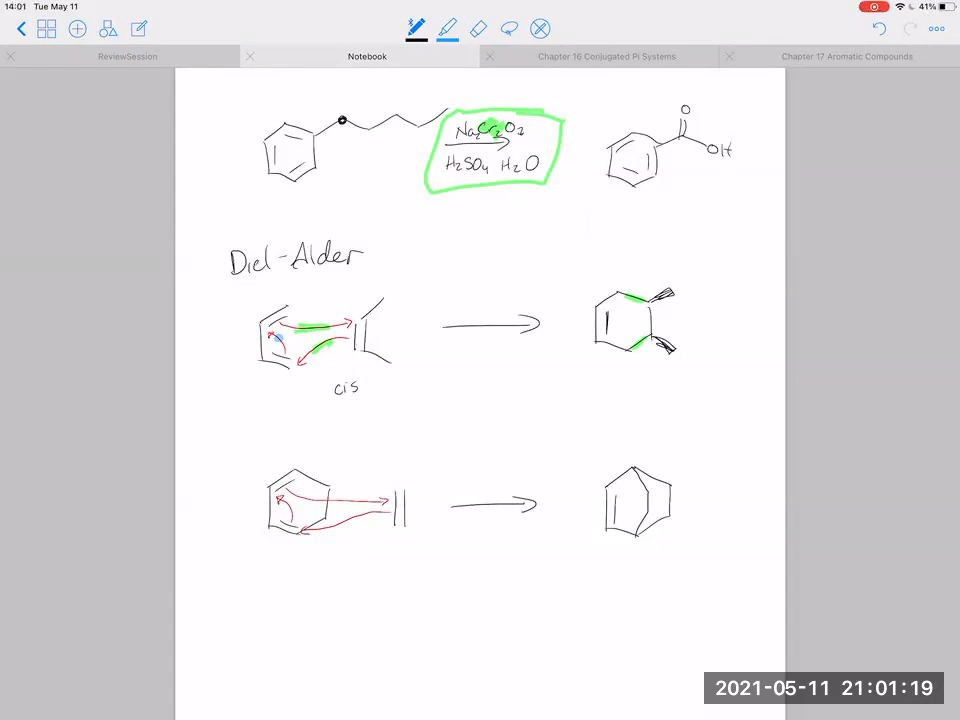 14:01 Tue May 11
41%
ReviewSession
Notebook
Chapter 16 Conjugated Pi Systems
Chapter 17 Aromatic Compounds
Na2Cr2O7
H2SO4 H2O
O
OH
Diel-Alder
cis
2021-05-11 21:01:19